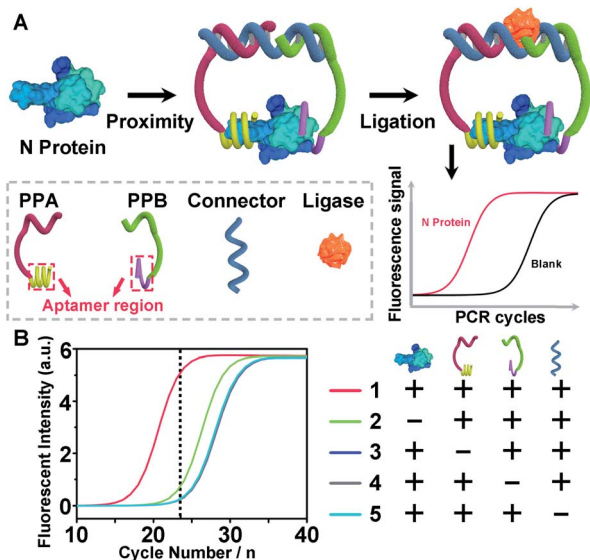 A
N Protein
Proximity
Ligation
PPA
PPB
Connector
Ligase
Aptamer region
Fluorescence signal
N Protein
Blank
PCR cycles
B
Fluorescent Intensity (a.u.)
6
4
2
0
10 20 30 40
Cycle Number / n
1 + + + +
2 − + + +
3 + − + +
4 + + − +
5 + + + −